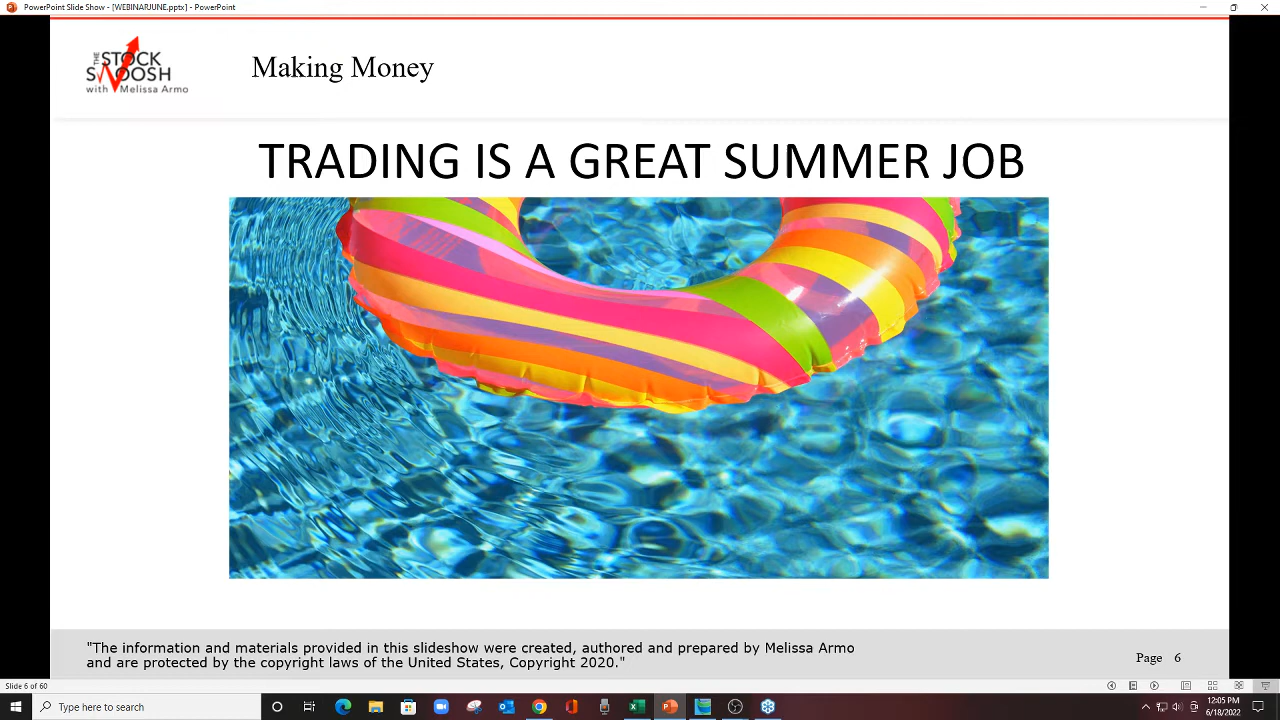 PowerPoint Slide Show - [WEBINARJUNE.pptx] - PowerPoint
THE STOCK
SWOOSH
with Melissa Armo
Making Money
TRADING IS A GREAT SUMMER JOB
"The information and materials provided in this slideshow were created, authored and prepared by Melissa Armo
and are protected by the copyright laws of the United States, Copyright 2020."
Page 6
Slide 6 of 60
Type here to search
12:05 PM
6/18/2022